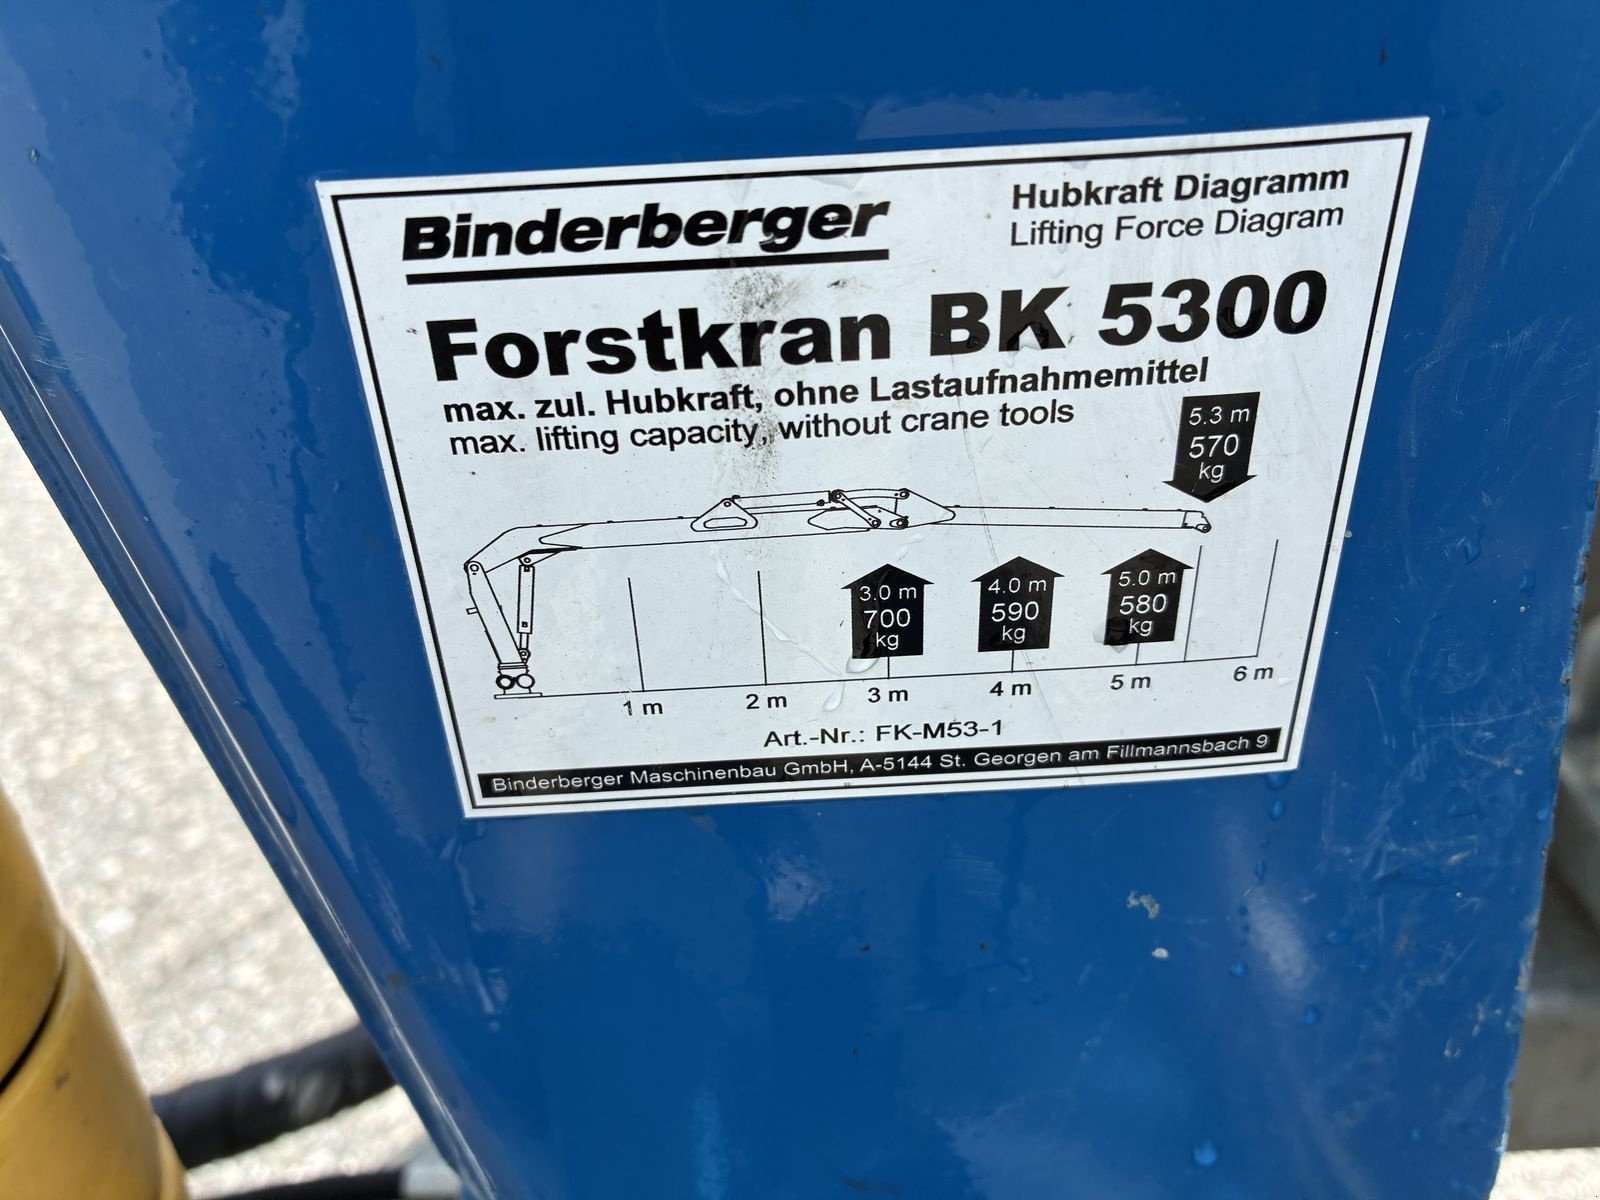 Binderberger
Hubkraft Diagramm
Lifting Force Diagram
Forstkran BK 5300
max. zul. Hubkraft, ohne Lastaufnahmemittel
max. lifting capacity, without crane tools
5.3 m
570
kg
3.0 m
700
kg
4.0 m
590
kg
5.0 m
580
kg
1 m
2 m
3 m
4 m
5 m
6 m
Art.-Nr.: FK-M53-1
Binderberger Maschinenbau GmbH, A-5144 St. Georgen am Fillmannsbach 9